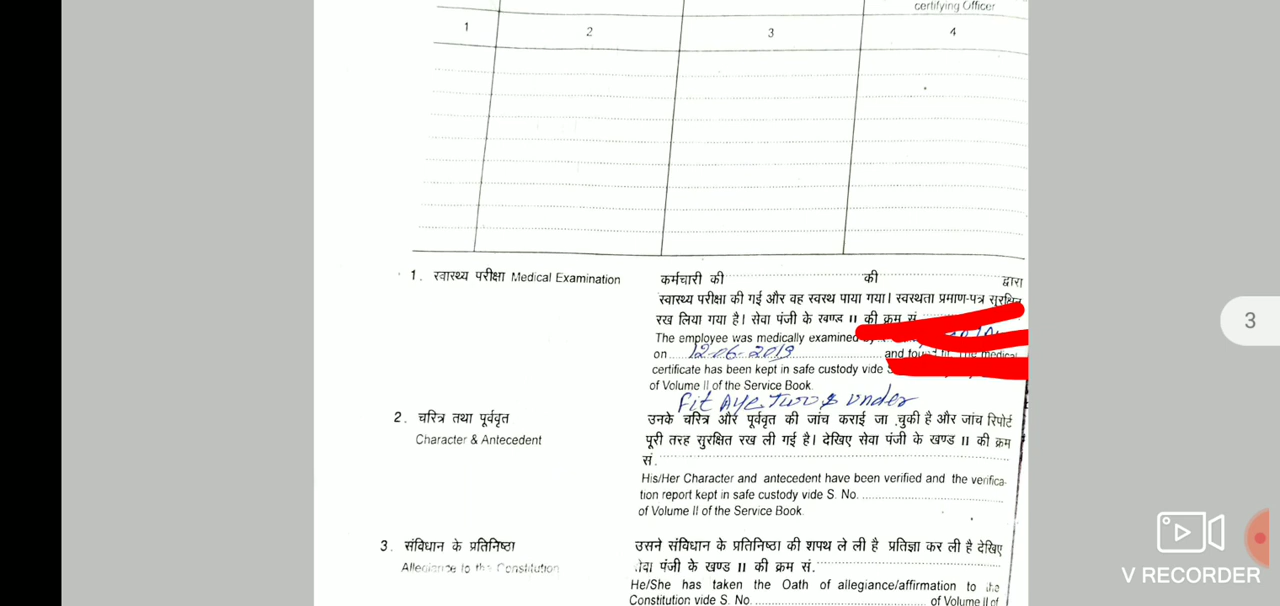 certifying Officer
1 2 3 4
1. स्वास्थ्य परीक्षा Medical Examination
कर्मचारी की की द्वारा
स्वास्थ्य परीक्षा की गई और वह स्वस्थ पाया गया। स्वस्थता प्रमाण-पत्र सुरक्षित
रख लिया गया है। सेवा पंजी के खण्ड II की क्रम सं.
The employee was medically examined
on 12-06-2019 and found fit. The medical
certificate has been kept in safe custody vide
of Volume II of the Service Book.
Fit Aye Two & Under
2. चरित्र तथा पूर्ववृत
Character & Antecedent
उनके चरित्र और पूर्ववृत की जांच कराई जा चुकी है और जांच रिपोर्ट
पूरी तरह सुरक्षित रख ली गई है। देखिए सेवा पंजी के खण्ड II की क्रम
सं.
His/Her Character and antecedent have been verified and the verifica-
tion report kept in safe custody vide S. No.
of Volume II of the Service Book.
3. संविधान के प्रतिनिष्ठा
Allegiance to the Constitution
उसने संविधान के प्रतिनिष्ठा की शपथ ले ली है प्रतिज्ञा कर ली है देखिए
सेवा पंजी के खण्ड II की क्रम सं.
He/She has taken the Oath of allegiance/affirmation to the
Constitution vide S. No. of Volume II of
3
V RECORDER